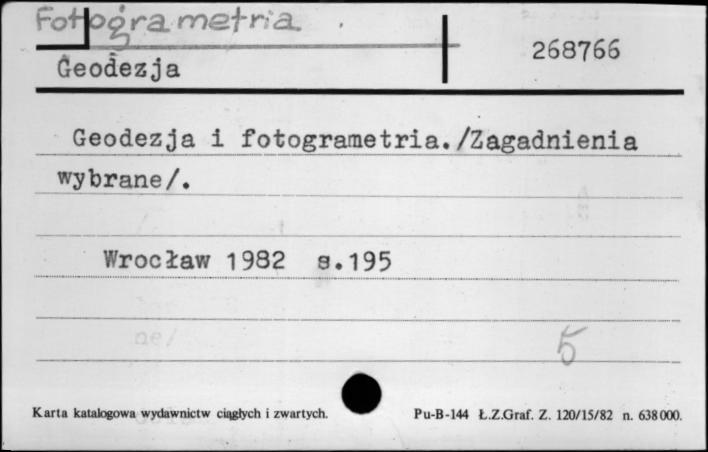 Fotogrametria
268766
Geodezja
Geodezja i fotogrametria./Zagadnienia
wybrane/.
Wrocław 1982 s.195
5
Karta katalogowa wydawnictw ciągłych i zwartych.
Pu-B-144 Ł.Z.Graf. Z. 120/15/82 n. 638000.